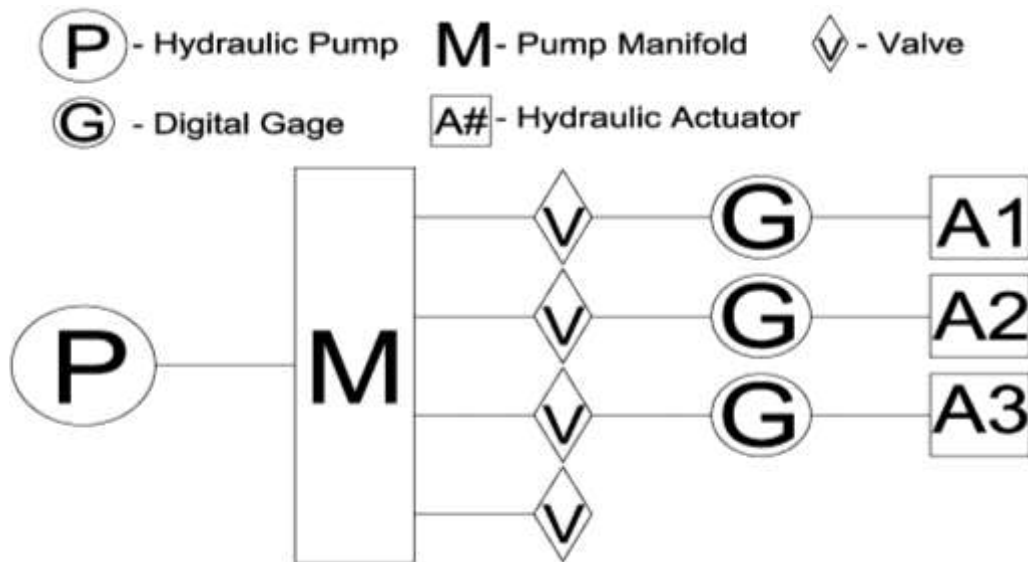 P - Hydraulic Pump M - Pump Manifold V - Valve
G - Digital Gage A# - Hydraulic Actuator
V G A1
V G A2
P M
V G A3
V